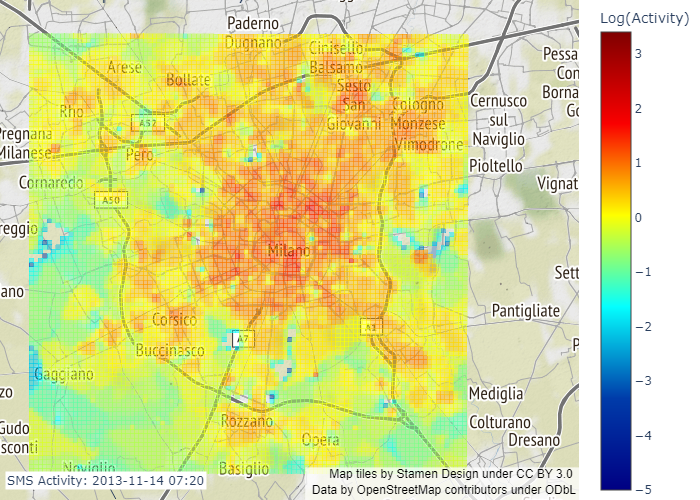 Log(Activity)
3
2
1
0
−1
−2
−3
−4
−5
Paderno
Dugnano
Cinisello
Balsamo
Arese
Bollate
Sesto
San
Giovanni
Rho
A52
Cologno
Monzese
Vimodrone
Pessa
Con
Borna
Go
Cernusco
sul
Naviglio
Pregnana
Milanese
Pero
Pioltello
Cornaredo
A50
Vignat
reggio
Milano
Sett
ano
Pantigliate
Corsico
A7
Buccinasco
P
Gaggiano
zo
Mediglia
Rozzano
Gudo
sconti
Colturano
Dresano
Opera
Noviglio
Basiglio
SMS Activity: 2013-11-14 07:20
Map tiles by Stamen Design under CC BY 3.0
Data by OpenStreetMap contributors under ODbL